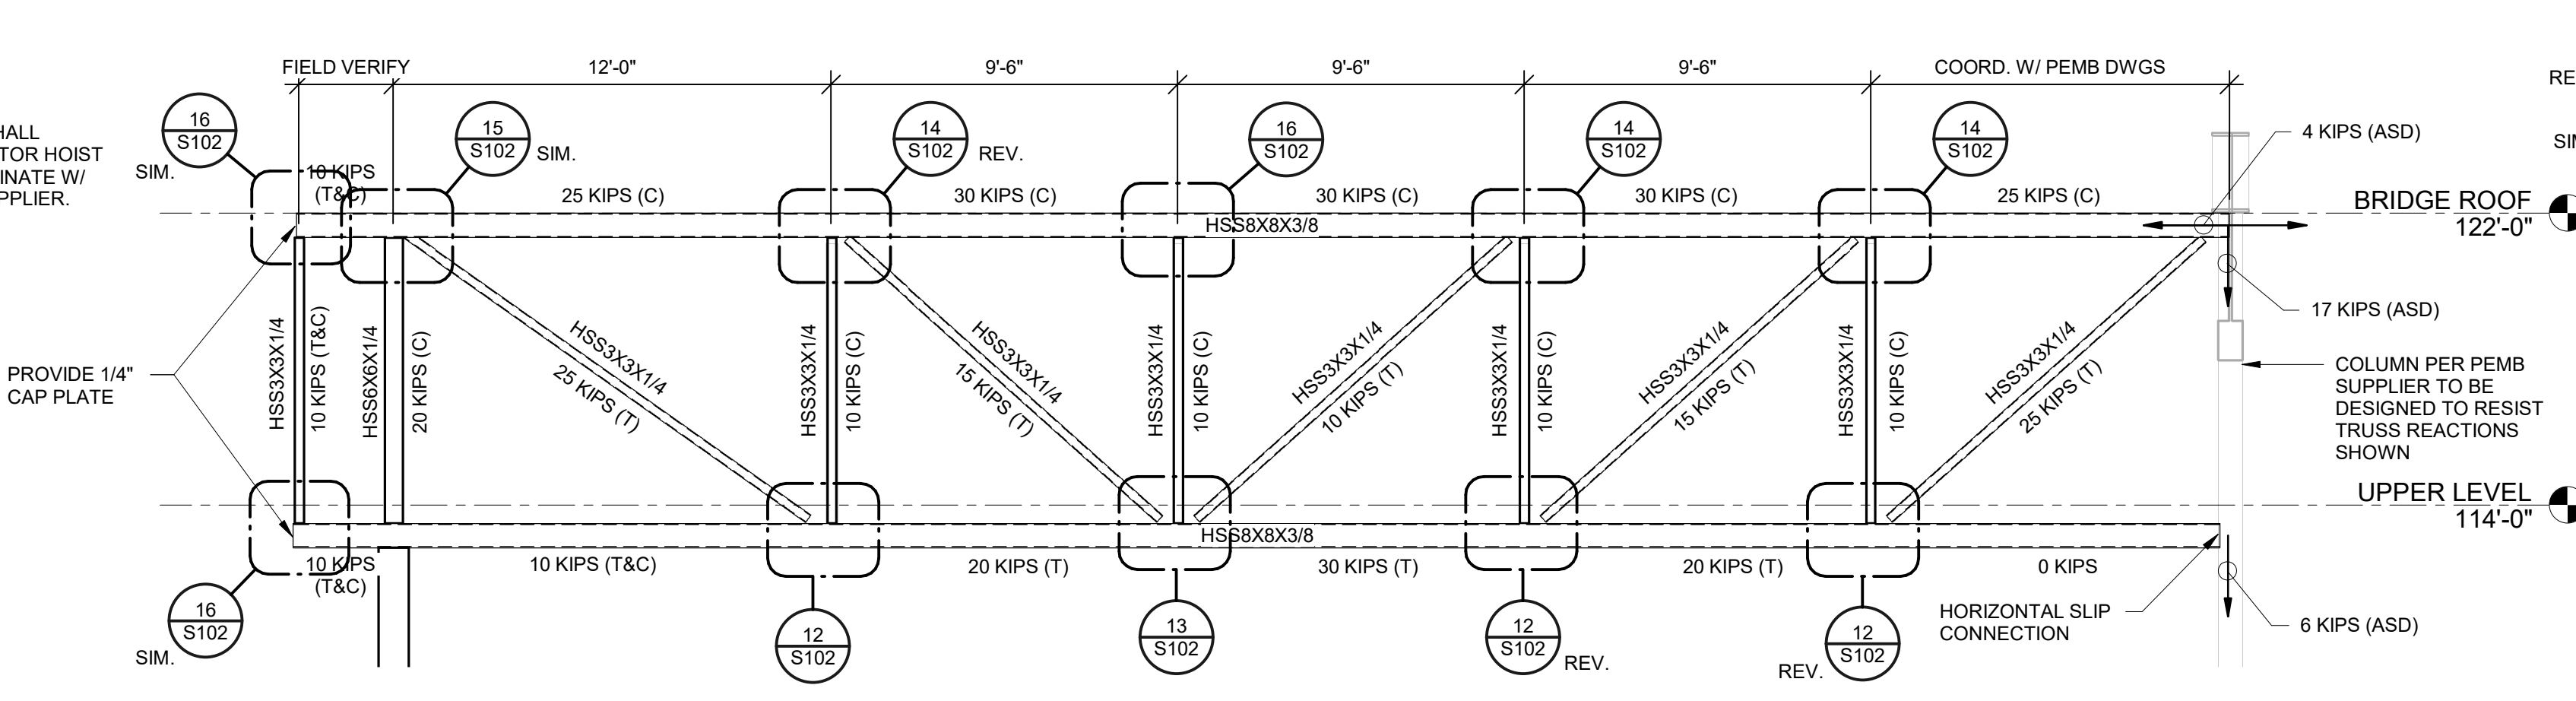 FIELD VERIFY
12'-0"
9'-6"
9'-6"
9'-6"
COORD. W/ PEMB DWGS
RE
HALL
TOR HOIST
INATE W/
PPLIER.
16
S102
SIM.
10 KIPS
(T&C)
15
S102
SIM.
25 KIPS (C)
14
S102
REV.
30 KIPS (C)
16
S102
30 KIPS (C)
14
S102
30 KIPS (C)
14
S102
25 KIPS (C)
4 KIPS (ASD)
SIM
BRIDGE ROOF
122'-0"
HSS8X8X3/8
17 KIPS (ASD)
PROVIDE 1/4"
CAP PLATE
HSS3X3X1/4
10 KIPS (T&C)
HSS6X6X1/4
20 KIPS (C)
HSS3X3X1/4
25 KIPS (T)
HSS3X3X1/4
10 KIPS (C)
HSS3X3X1/4
15 KIPS (T)
HSS3X3X1/4
10 KIPS (C)
HSS3X3X1/4
10 KIPS (T)
HSS3X3X1/4
10 KIPS (C)
HSS3X3X1/4
15 KIPS (T)
HSS3X3X1/4
10 KIPS (C)
HSS3X3X1/4
25 KIPS (T)
COLUMN PER PEMB
SUPPLIER TO BE
DESIGNED TO RESIST
TRUSS REACTIONS
SHOWN
UPPER LEVEL
114'-0"
HSS8X8X3/8
10 KIPS
(T&C)
10 KIPS (T&C)
20 KIPS (T)
30 KIPS (T)
20 KIPS (T)
0 KIPS
16
S102
SIM.
12
S102
13
S102
12
S102
REV.
12
S102
REV.
HORIZONTAL SLIP
CONNECTION
6 KIPS (ASD)